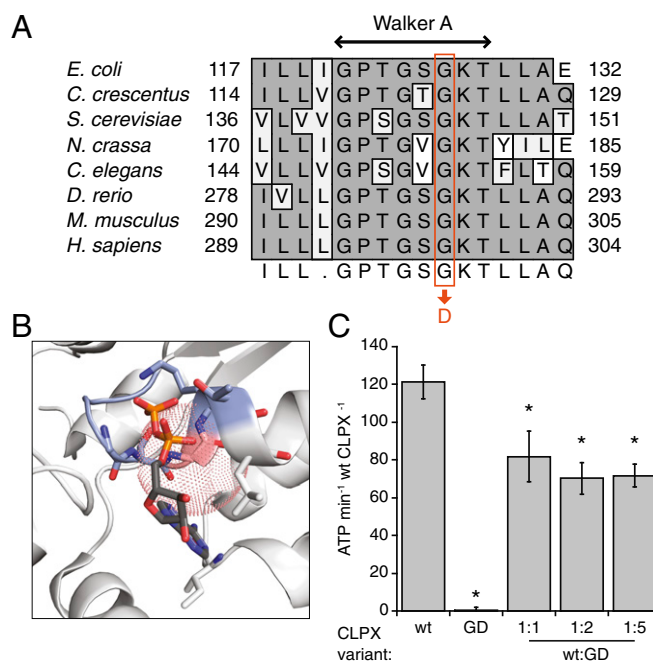 A
Walker A
E. coli 117 I L L I G P T G S G K T L L A E 132
C. crescentus 114 I L L V G P T G T G K T L L A Q 129
S. cerevisiae 136 V L V V G P S G S G K T L L A T 151
N. crassa 170 L L L I G P T G V G K T Y I L E 185
C. elegans 144 V L L V G P S G V G K T F L T Q 159
D. rerio 278 I V L L G P T G S G K T L L A Q 293
M. musculus 290 I L L L G P T G S G K T L L A Q 305
H. sapiens 289 I L L L G P T G S G K T L L A Q 304
I L L . G P T G S G K T L L A Q
D
B
C
ATP min⁻¹ wt CLPX ⁻¹
140
120
100
80
60
40
20
0
* * * *
CLPX variant:
wt GD 1:1 1:2 1:5
wt:GD